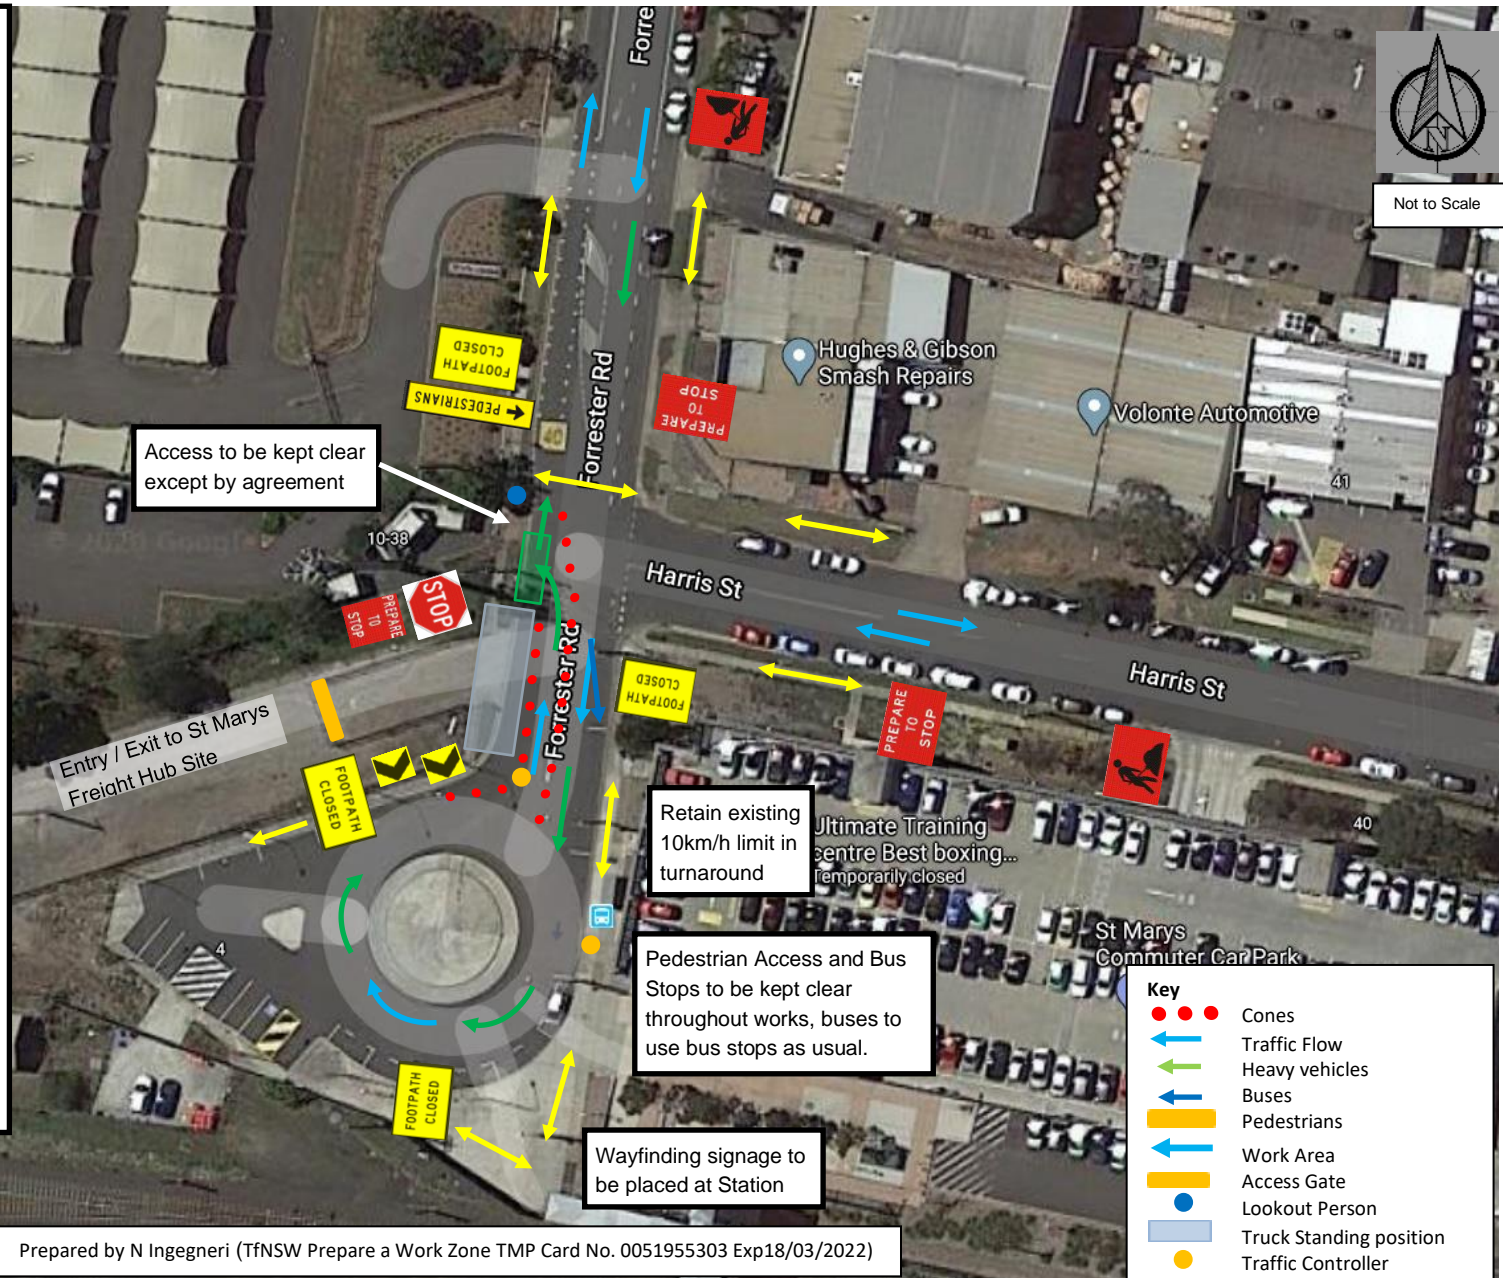 Forre
N
Not to Scale
FOOTPATH
CLOSED
PEDESTRIANS
40
Forrester Rd
PREPARE
TO
STOP
Hughes & Gibson
Smash Repairs
Volonte Automotive
41
Access to be kept clear
except by agreement
10-38
Harris St
PREPARE
TO
STOP
STOP
Forrester Rd
FOOTPATH
CLOSED
Harris St
PREPARE
TO
STOP
Entry / Exit to St Marys
Freight Hub Site
FOOTPATH
CLOSED
Retain existing
10km/h limit in
turnaround
Ultimate Training
centre Best boxing...
Temporarily closed
40
4
St Marys
Commuter Car Park
Pedestrian Access and Bus
Stops to be kept clear
throughout works, buses to
use bus stops as usual.
FOOTPATH
CLOSED
Wayfinding signage to
be placed at Station
Key
Cones
Traffic Flow
Heavy vehicles
Buses
Pedestrians
Work Area
Access Gate
Lookout Person
Truck Standing position
Traffic Controller
Prepared by N Ingegneri (TfNSW Prepare a Work Zone TMP Card No. 0051955303 Exp18/03/2022)